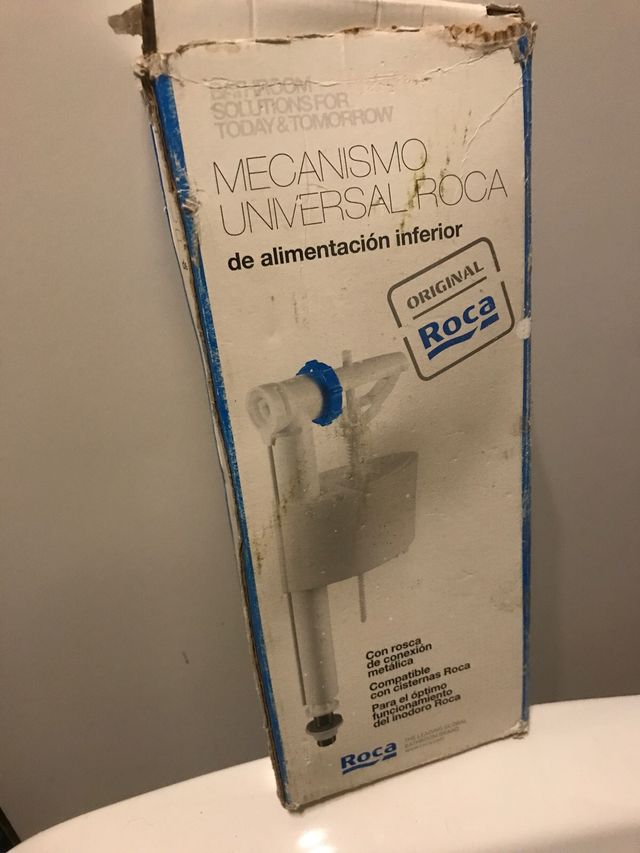 BATHROOM
SOLUTIONS FOR
TODAY & TOMORROW
MECANISMO
UNIVERSAL ROCA
de alimentación inferior
ORIGINAL
Roca
Con rosca
de conexión
metálica
Compatible
con cisternas Roca
Para el óptimo
funcionamiento
del inodoro Roca
Roca
THE LEADING GLOBAL
BATHROOM BRAND